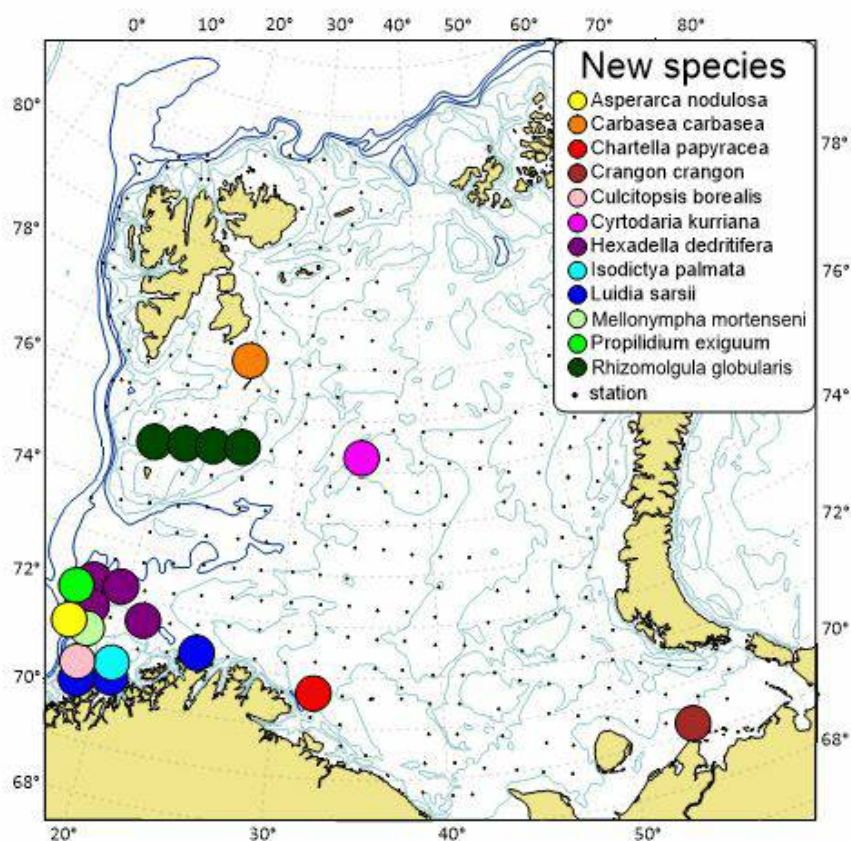 0° 10° 20° 30° 40° 50° 60° 70° 80°
New species
Asperarca nodulosa
Carbasea carbasea
Chartella papyracea
Crangon crangon
Culcitopsis borealis
Cyrtodaria kurriana
Hexadella dedritifera
Isodictya palmata
Luidia sarsii
Mellonympha mortenseni
Propilidium exiguum
Rhizomolgula globularis
station
80°
78°
76°
74°
72°
70°
68°
78°
76°
74°
72°
70°
68°
20° 30° 40° 50°